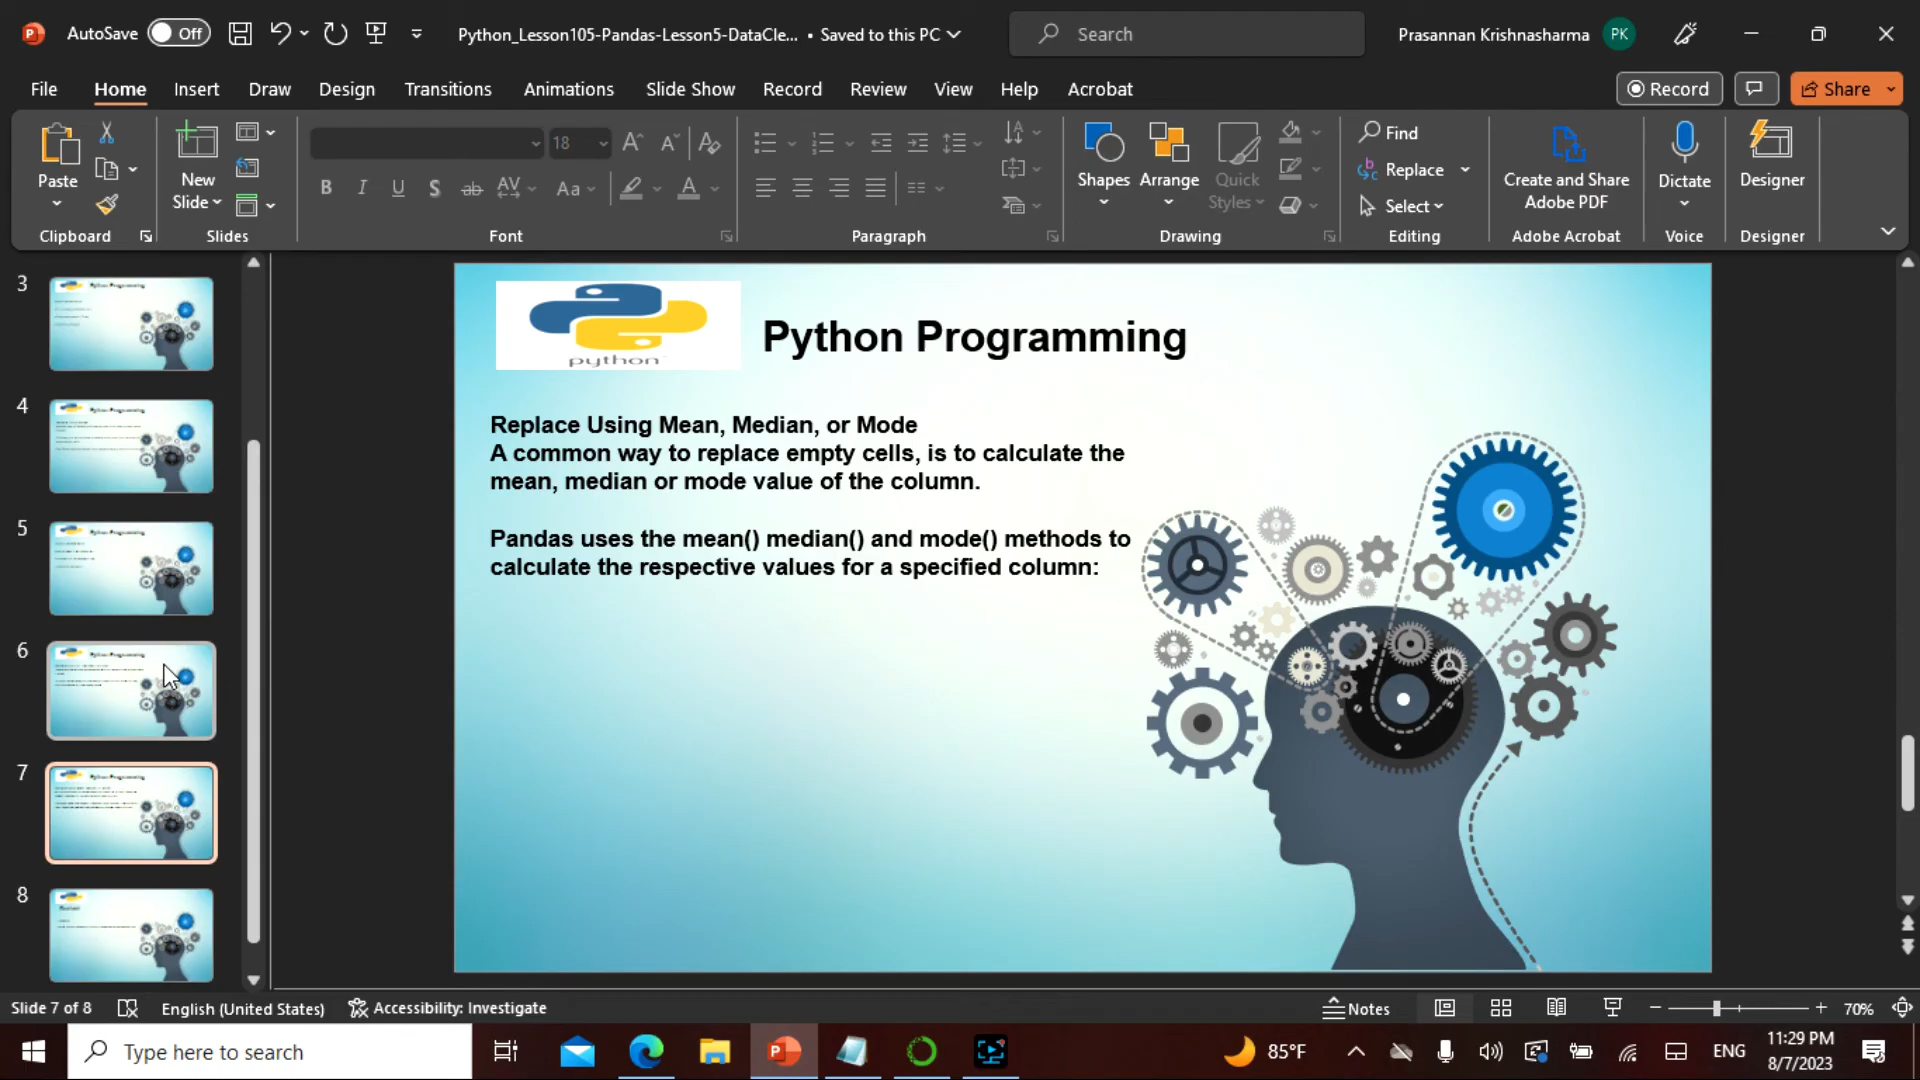 AutoSave Off Python_Lesson105-Pandas-Lesson5-DataCle... • Saved to this PC Search Prasannan Krishnasharma PK
File Home Insert Draw Design Transitions Animations Slide Show Record Review View Help Acrobat Record Share
Paste
New Slide
18
B I U S ab AV Aa A
Shapes Arrange Quick Styles
Find
Replace
Select
Create and Share Adobe PDF
Dictate
Designer
Clipboard Slides Font Paragraph Drawing Editing Adobe Acrobat Voice Designer
3
4
5
6
7
8
python
Python Programming
Replace Using Mean, Median, or Mode
A common way to replace empty cells, is to calculate the
mean, median or mode value of the column.
Pandas uses the mean() median() and mode() methods to
calculate the respective values for a specified column:
Slide 7 of 8 English (United States) Accessibility: Investigate Notes 70%
Type here to search 85°F ENG 11:29 PM
8/7/2023